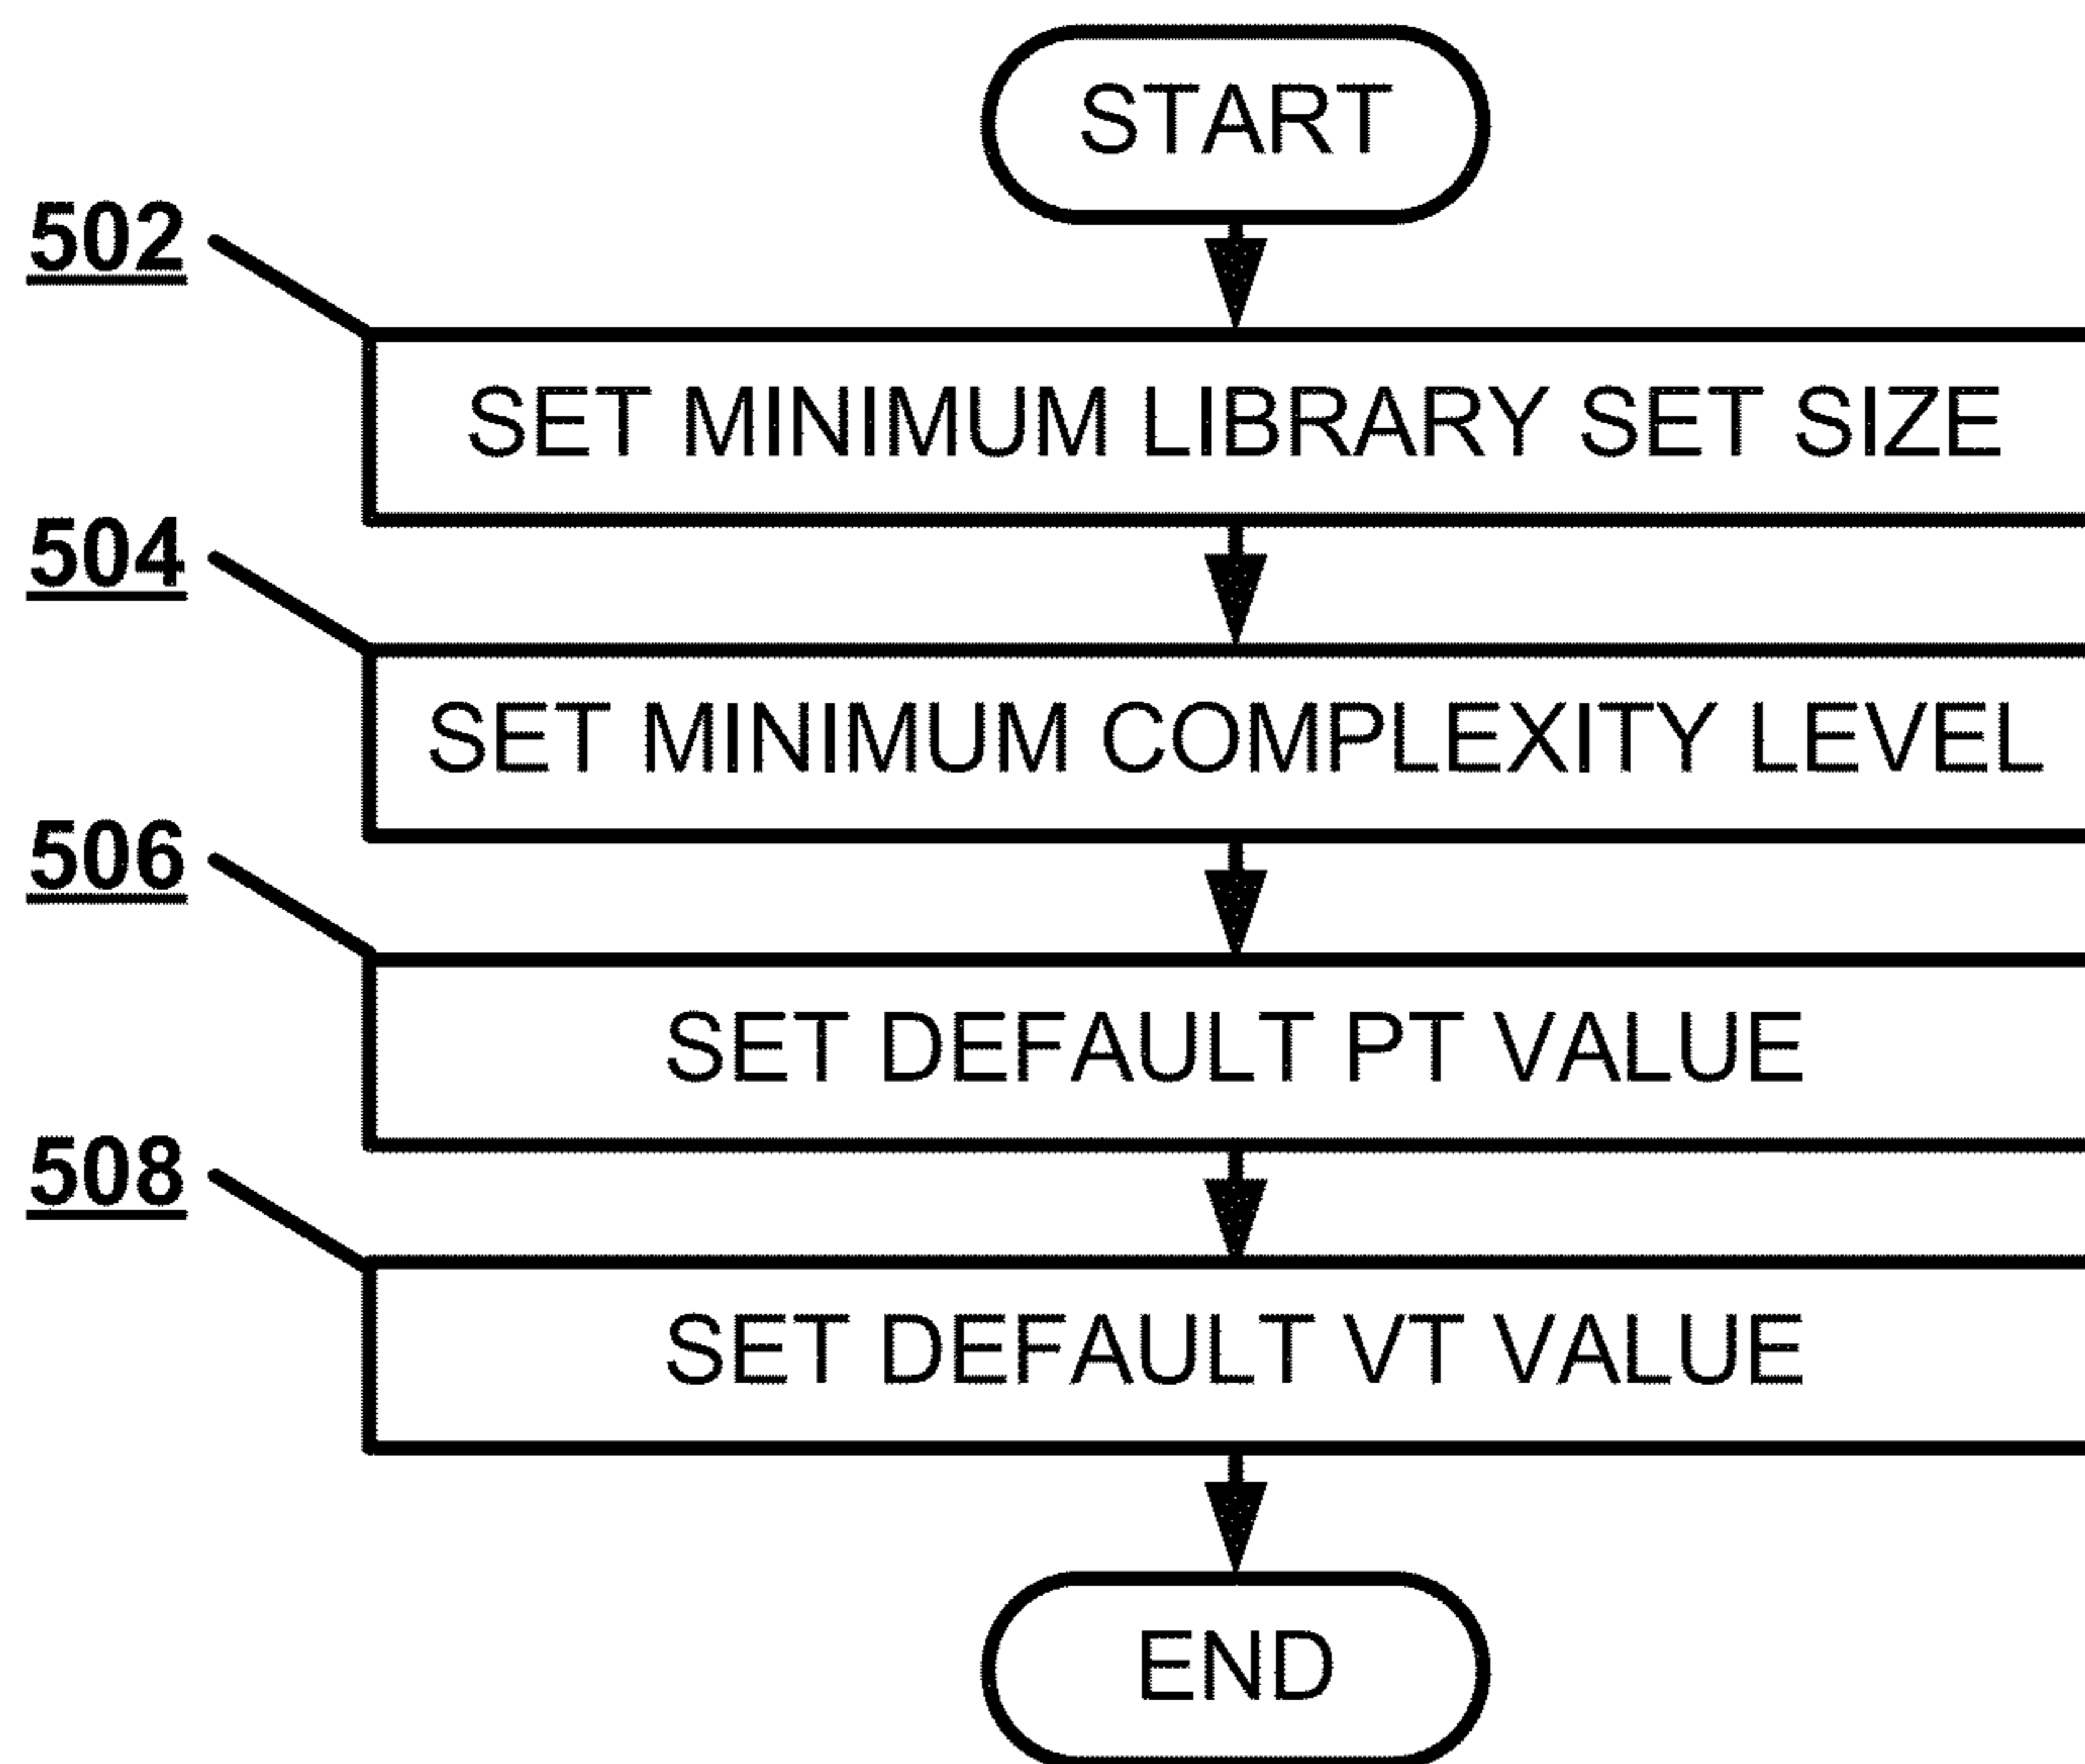 START
502
SET MINIMUM LIBRARY SET SIZE
504
SET MINIMUM COMPLEXITY LEVEL
506
SET DEFAULT PT VALUE
508
SET DEFAULT VT VALUE
END